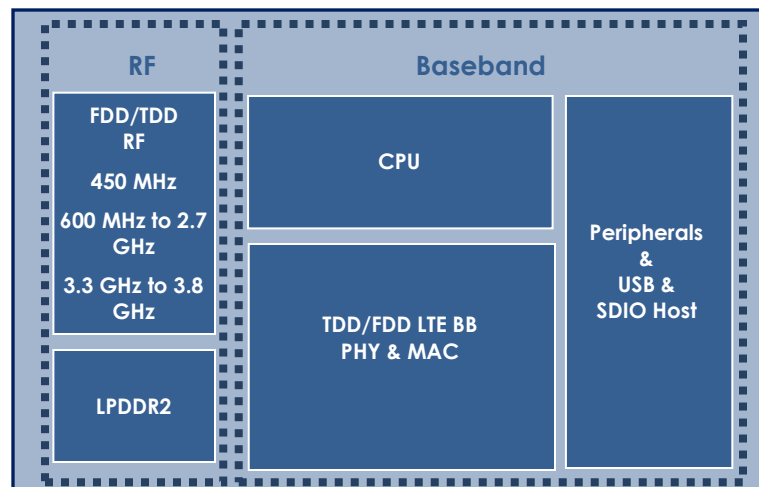 RF
FDD/TDD
RF
450 MHz
600 MHz to 2.7
GHz
3.3 GHz to 3.8
GHz
LPDDR2
Baseband
CPU
TDD/FDD LTE BB
PHY & MAC
Peripherals
&
USB &
SDIO Host